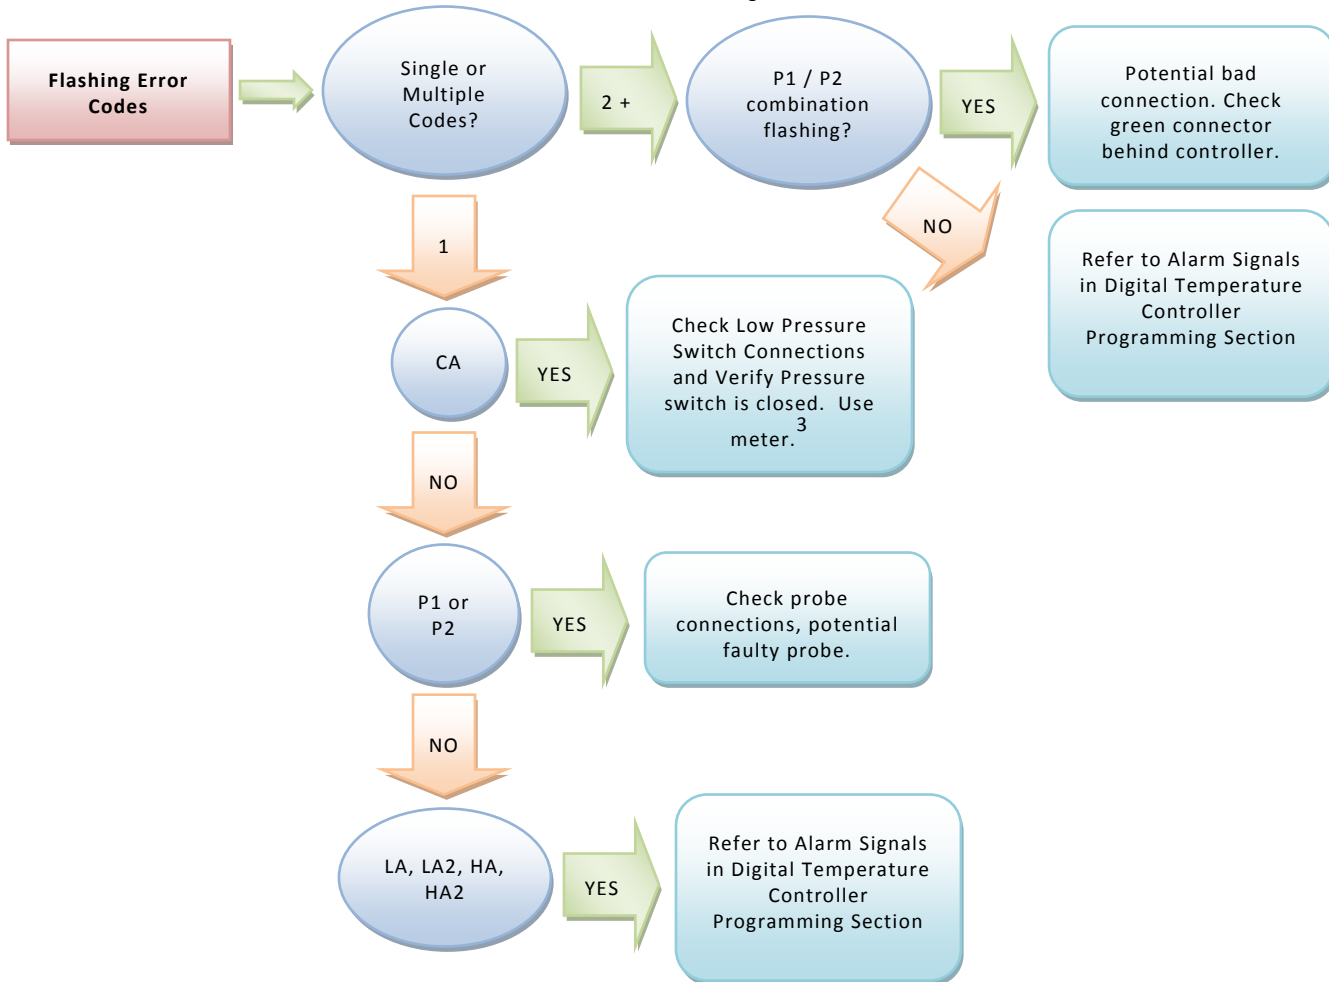 Flashing Error
Codes
Single or
Multiple
Codes?
2 +
P1 / P2
combination
flashing?
YES
Potential bad
connection. Check
green connector
behind controller.
NO
Refer to Alarm Signals
in Digital Temperature
Controller
Programming Section
1
CA
YES
Check Low Pressure
Switch Connections
and Verify Pressure
switch is closed. Use
meter.3
NO
P1 or
P2
YES
Check probe
connections, potential
faulty probe.
NO
LA, LA2, HA,
HA2
YES
Refer to Alarm Signals
in Digital Temperature
Controller
Programming Section